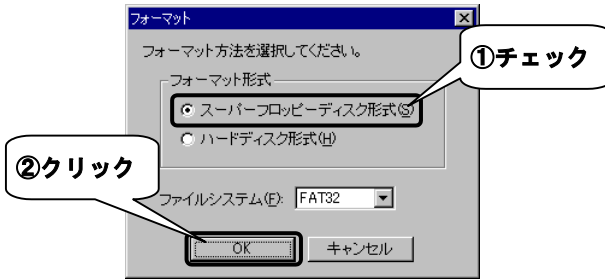 フォーマット
フォーマット方法を選択してください。
①チェック
フォーマット形式
スーパーフロッピーディスク形式(S)
ハードディスク形式(H)
②クリック
ファイルシステム(F): FAT32
OK キャンセル